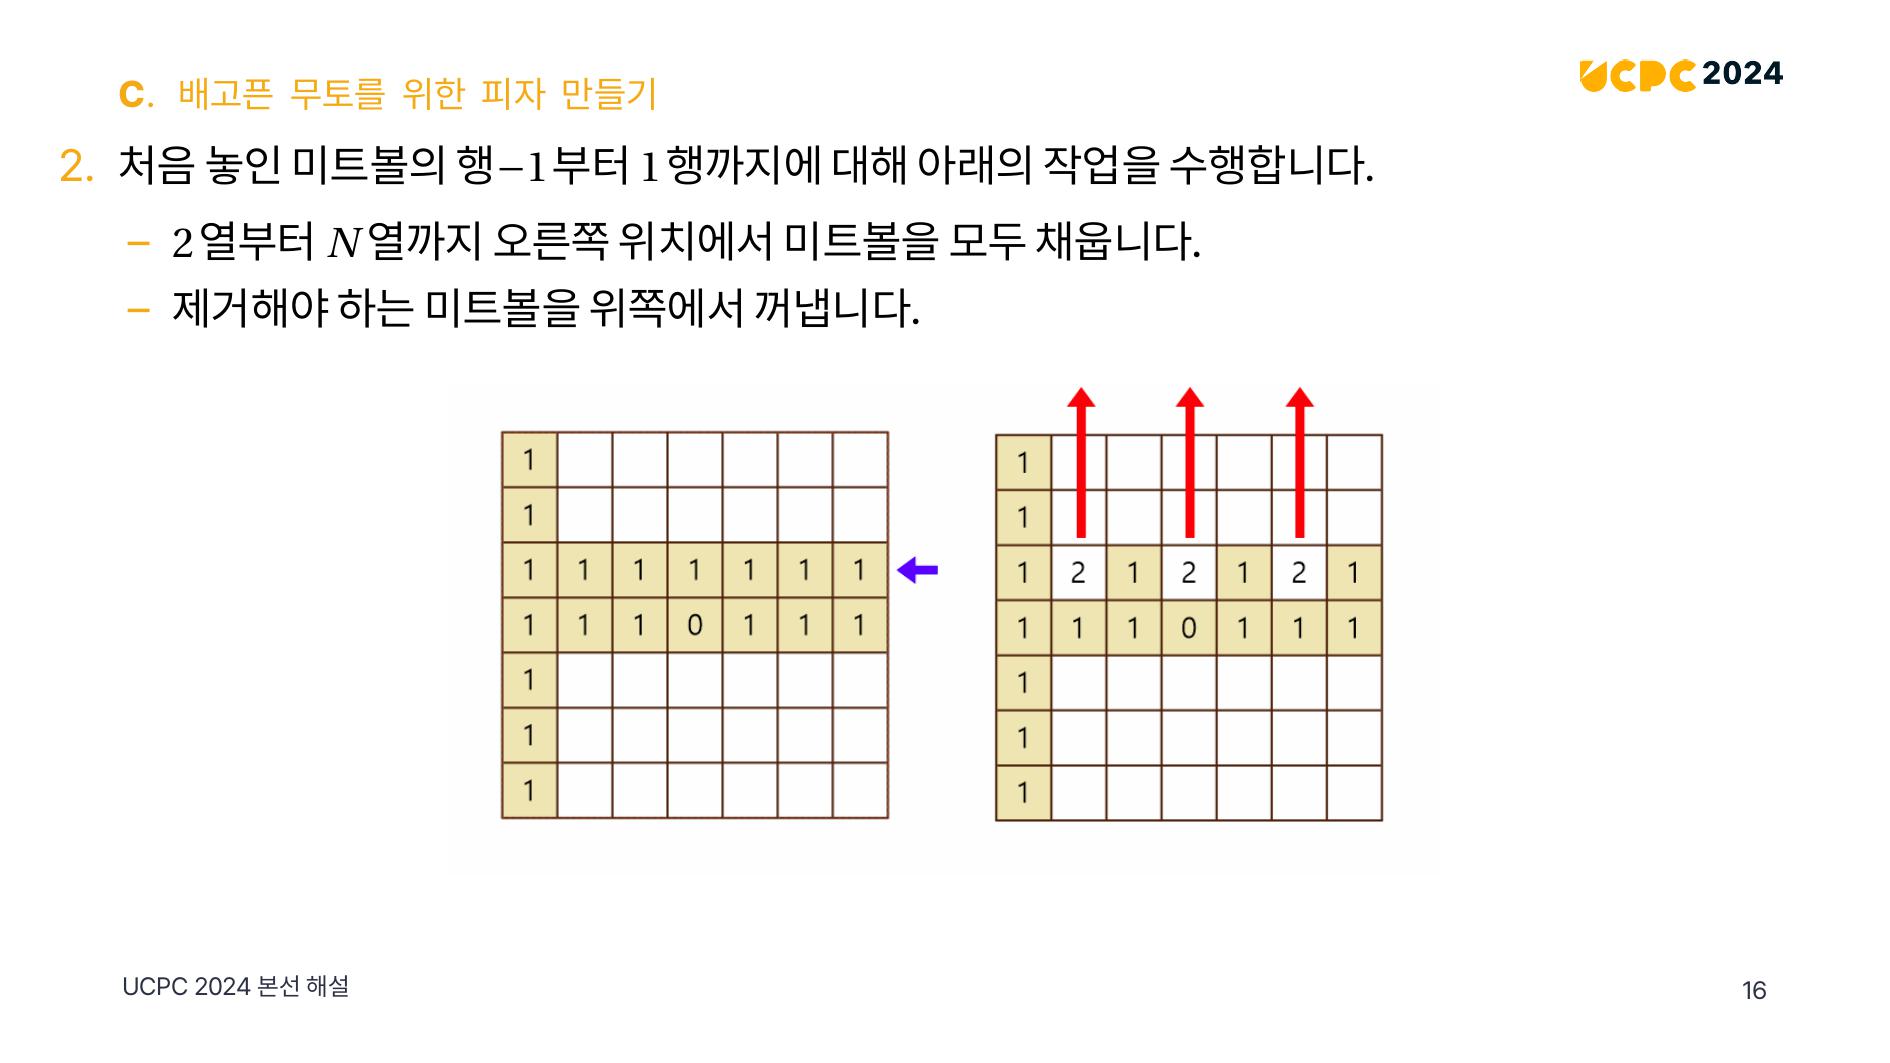 C. 배고픈 무토를 위한 피자 만들기
UCPC 2024
2. 처음 놓인 미트볼의 행−1부터 1행까지에 대해 아래의 작업을 수행합니다.
– 2열부터 N열까지 오른쪽 위치에서 미트볼을 모두 채웁니다.
– 제거해야 하는 미트볼을 위쪽에서 꺼냅니다.
1
1
1 1 1 1 1 1 1
1 1 1 0 1 1 1
1
1
1
1
1
1 2 1 2 1 2 1
1 1 1 0 1 1 1
1
1
1
UCPC 2024 본선 해설
16